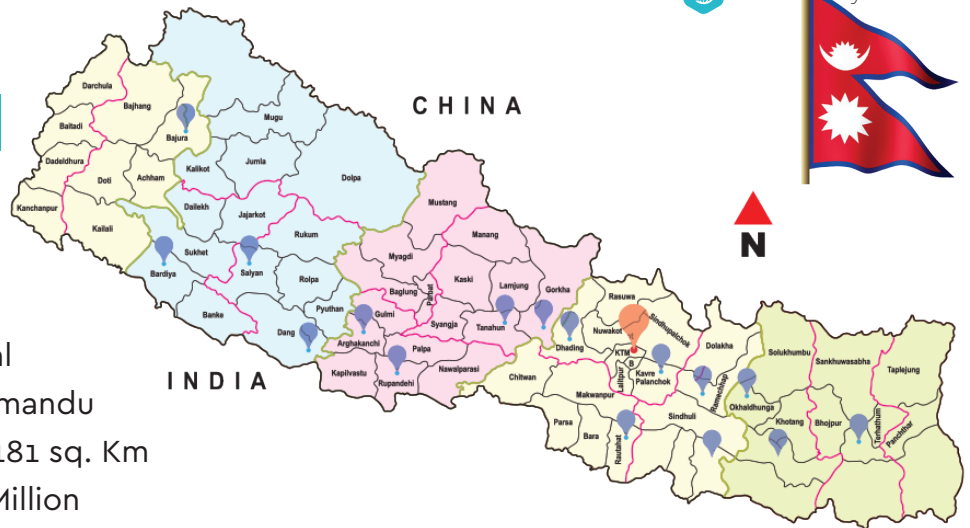 CHINA
INDIA
N
Darchula
Bajhang
Baitadi
Bajura
Dadeldhura
Doti
Achham
Kanchanpur
Kailali
Mugu
Kalikot
Jumla
Dolpa
Dailekh
Jajarkot
Rukum
Sukhet
Bardiya
Salyan
Rolpa
Banke
Dang
Pyuthan
Mustang
Manang
Myagdi
Kaski
Lamjung
Gorkha
Baglung
Parbat
Gulmi
Syangja
Tanahun
Arghakanchi
Palpa
Kapilvastu
Rupandehi
Nawalparasi
Rasuwa
Nuwakot
Sindhupalchok
Dhading
KTM
B
Lalitpur
Kavre
Palanchok
Dolakha
Ramechhap
Chitwan
Makwanpur
Sindhuli
Parsa
Bara
Rautahat
Solukhumbu
Sankhuwasabha
Taplejung
Okhaldhunga
Khotang
Bhojpur
Terhathum
Panchthar
al
mandu
181 sq. Km
Million